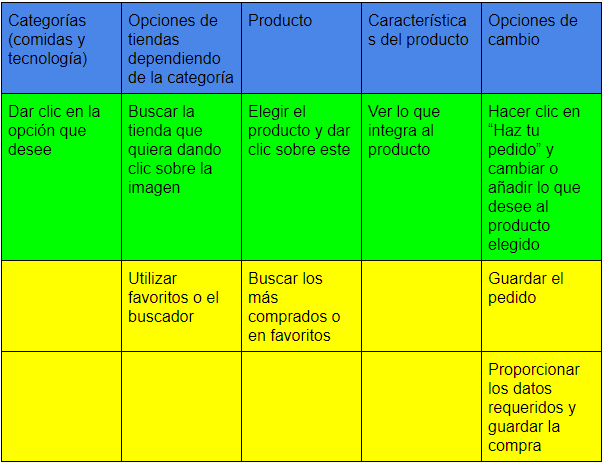 Categorías
(comidas y
tecnología)
Opciones de
tiendas
dependiendo
de la categoría
Producto
Característica
s del producto
Opciones de
cambio
Dar clic en la
opción que
desee
Buscar la
tienda que
quiera dando
clic sobre la
imagen
Elegir el
producto y dar
clic sobre este
Ver lo que
integra al
producto
Hacer clic en
“Haz tu
pedido” y
cambiar o
añadir lo que
desee al
producto
elegido
Utilizar
favoritos o el
buscador
Buscar los
más
comprados o
en favoritos
Guardar el
pedido
Proporcionar
los datos
requeridos y
guardar la
compra